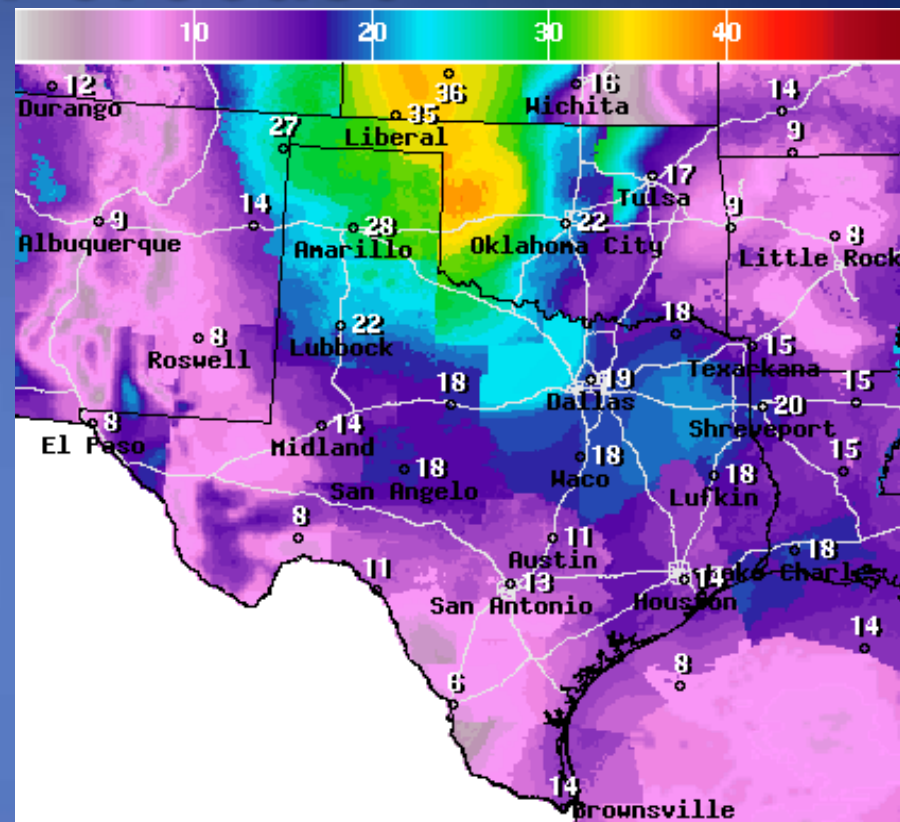 10 20 30 40
12
Durango
36
35
Liberal
16
Wichita
14
27
9
17
Tulsa
9
Albuquerque
14
28
Amarillo
22
Oklahoma City
9
8
Little Rock
8
Roswell
22
Lubbock
18
15
Texarkana
18
19
Dallas
15
20
Shreveport
8
El Paso
14
Midland
18
San Angelo
18
Waco
18
Lufkin
15
8
11
Austin
18
Lake Charles
11
13
San Antonio
14
Houston
14
6
8
14
Brownsville